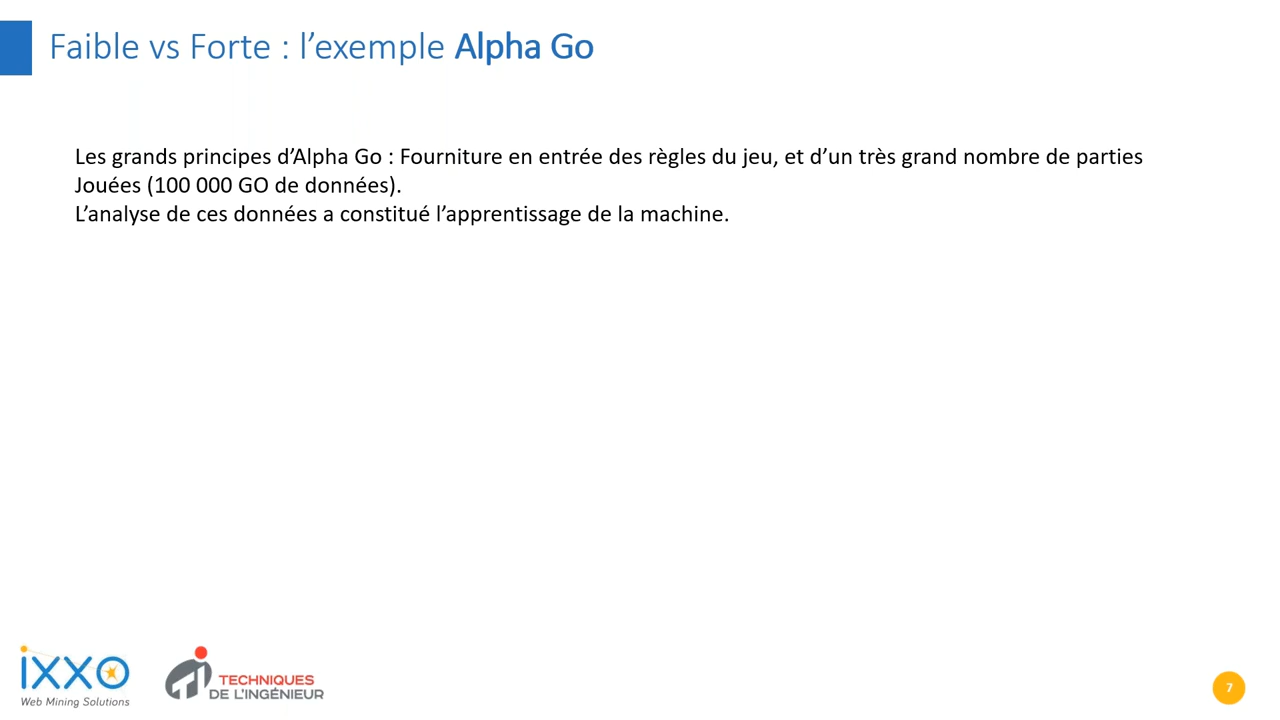 Faible vs Forte : l’exemple Alpha Go
Les grands principes d’Alpha Go : Fourniture en entrée des règles du jeu, et d’un très grand nombre de parties
Jouées (100 000 GO de données).
L’analyse de ces données a constitué l’apprentissage de la machine.
ixxo
Web Mining Solutions
TECHNIQUES
DE L'INGÉNIEUR
7